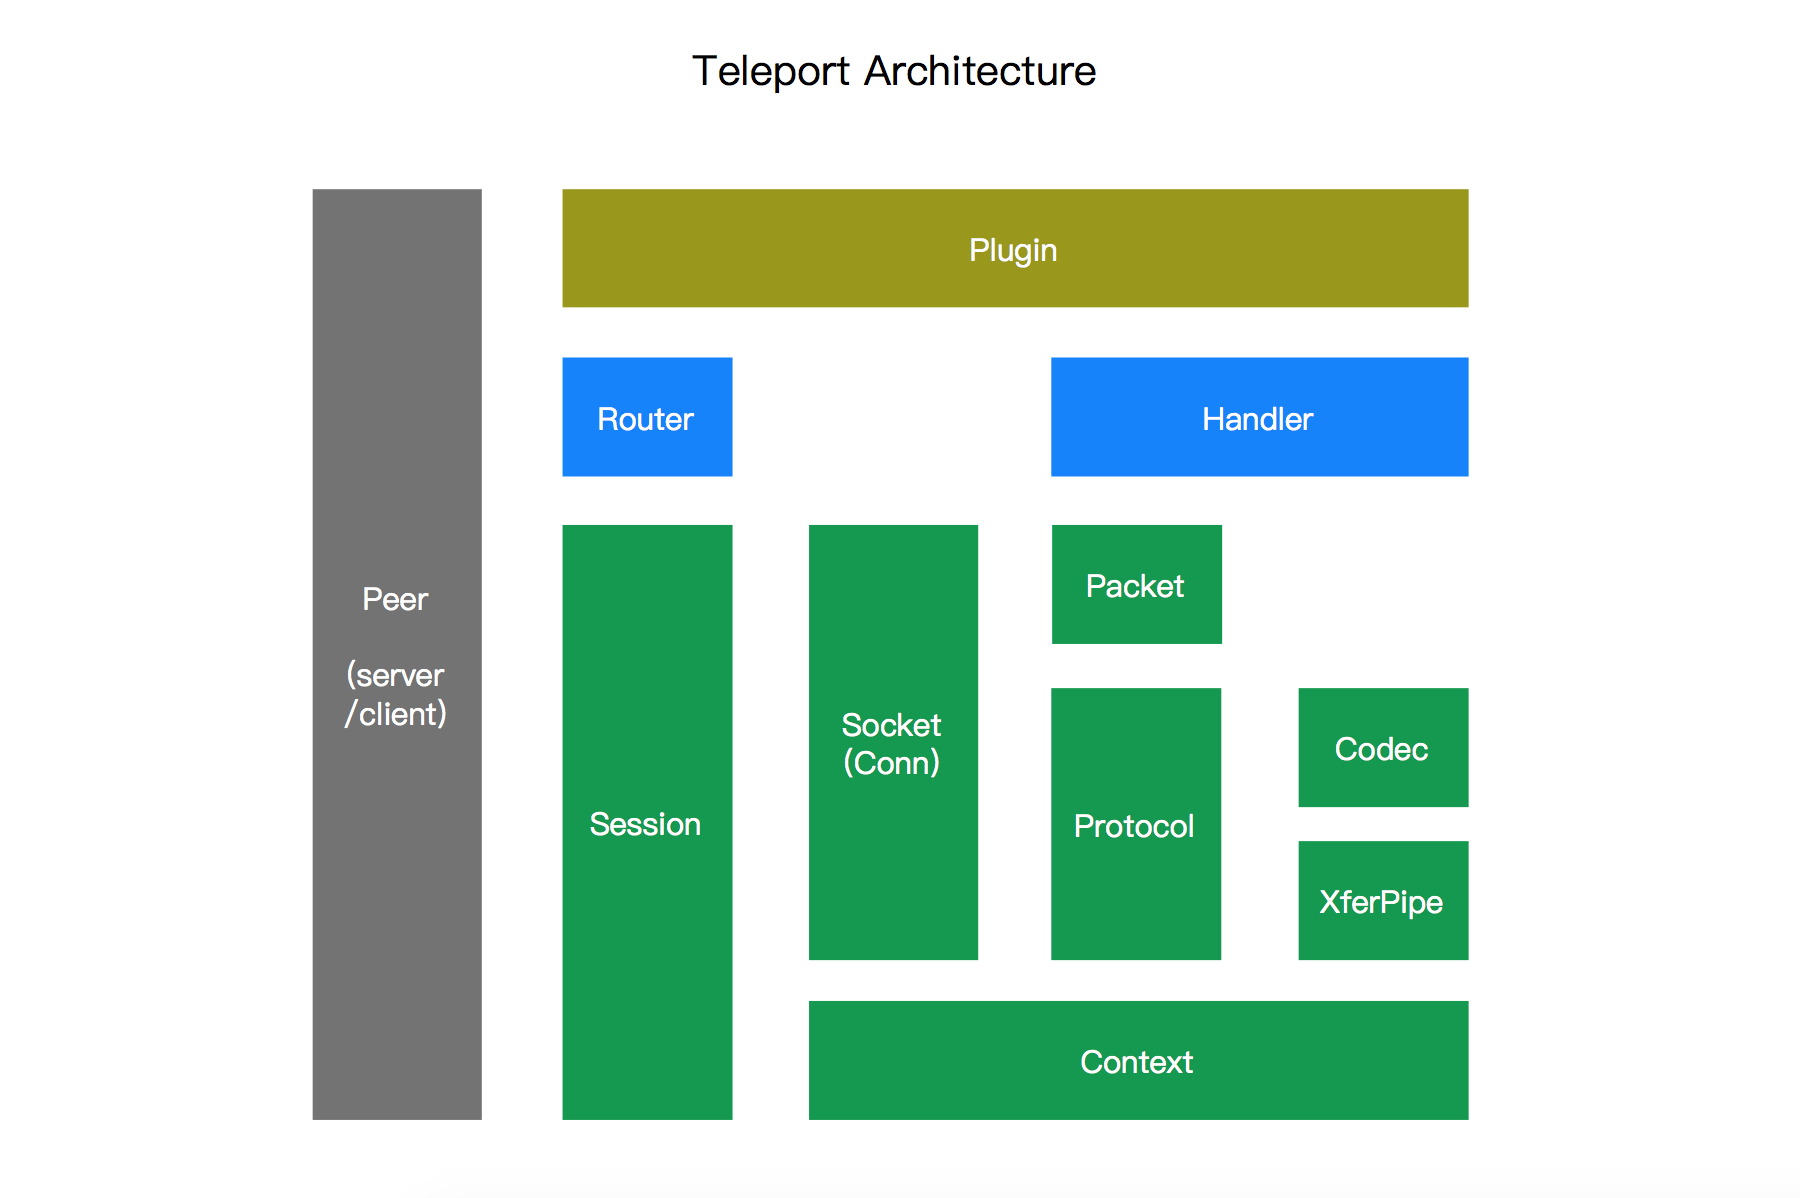 Teleport Architecture
Peer
(server
/client)
Plugin
Router
Handler
Session
Socket
(Conn)
Packet
Protocol
Codec
XferPipe
Context